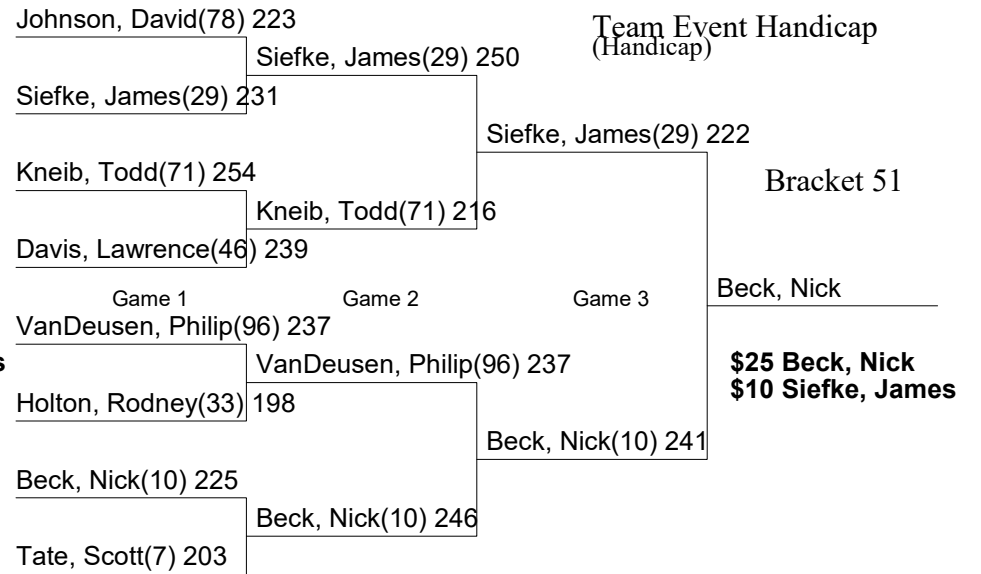 Johnson, David(78) 223
Team Event Handicap
(Handicap)
Siefke, James(29) 250
Siefke, James(29) 231
Siefke, James(29) 222
Kneib, Todd(71) 254
Bracket 51
Kneib, Todd(71) 216
Davis, Lawrence(46) 239
Game 1
Game 2
Game 3
Beck, Nick
VanDeusen, Philip(96) 237
VanDeusen, Philip(96) 237
s
$25 Beck, Nick
$10 Siefke, James
Holton, Rodney(33) 198
Beck, Nick(10) 241
Beck, Nick(10) 225
Beck, Nick(10) 246
Tate, Scott(7) 203